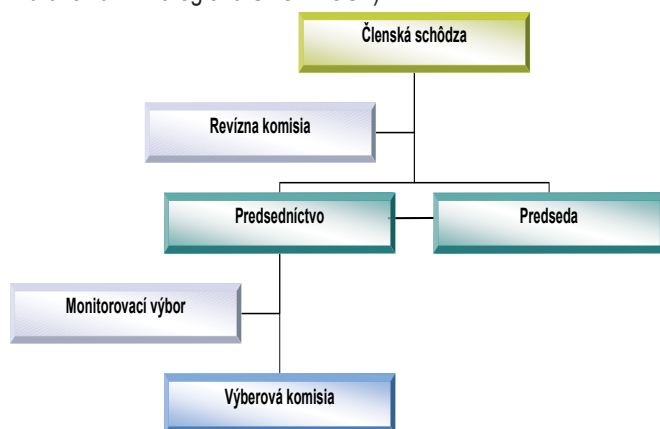 Členská schôdza
Revízna komisia
Predsedníctvo
Predseda
Monitorovací výbor
Výberová komisia